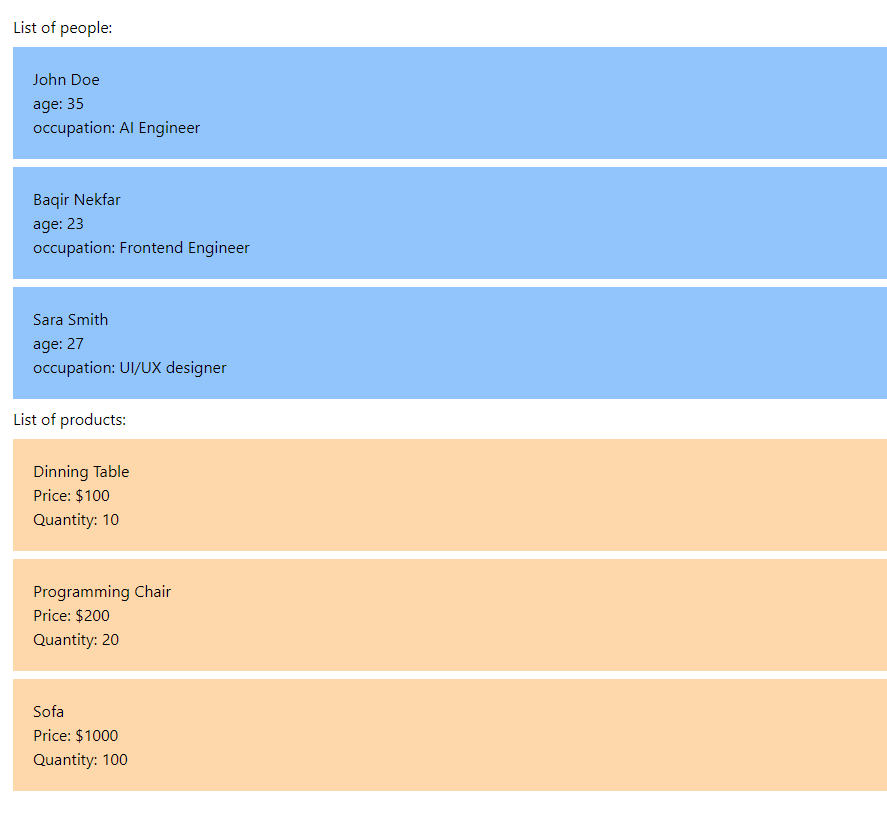 List of people:
John Doe
age: 35
occupation: AI Engineer
Baqir Nekfar
age: 23
occupation: Frontend Engineer
Sara Smith
age: 27
occupation: UI/UX designer
List of products:
Dinning Table
Price: $100
Quantity: 10
Programming Chair
Price: $200
Quantity: 20
Sofa
Price: $1000
Quantity: 100